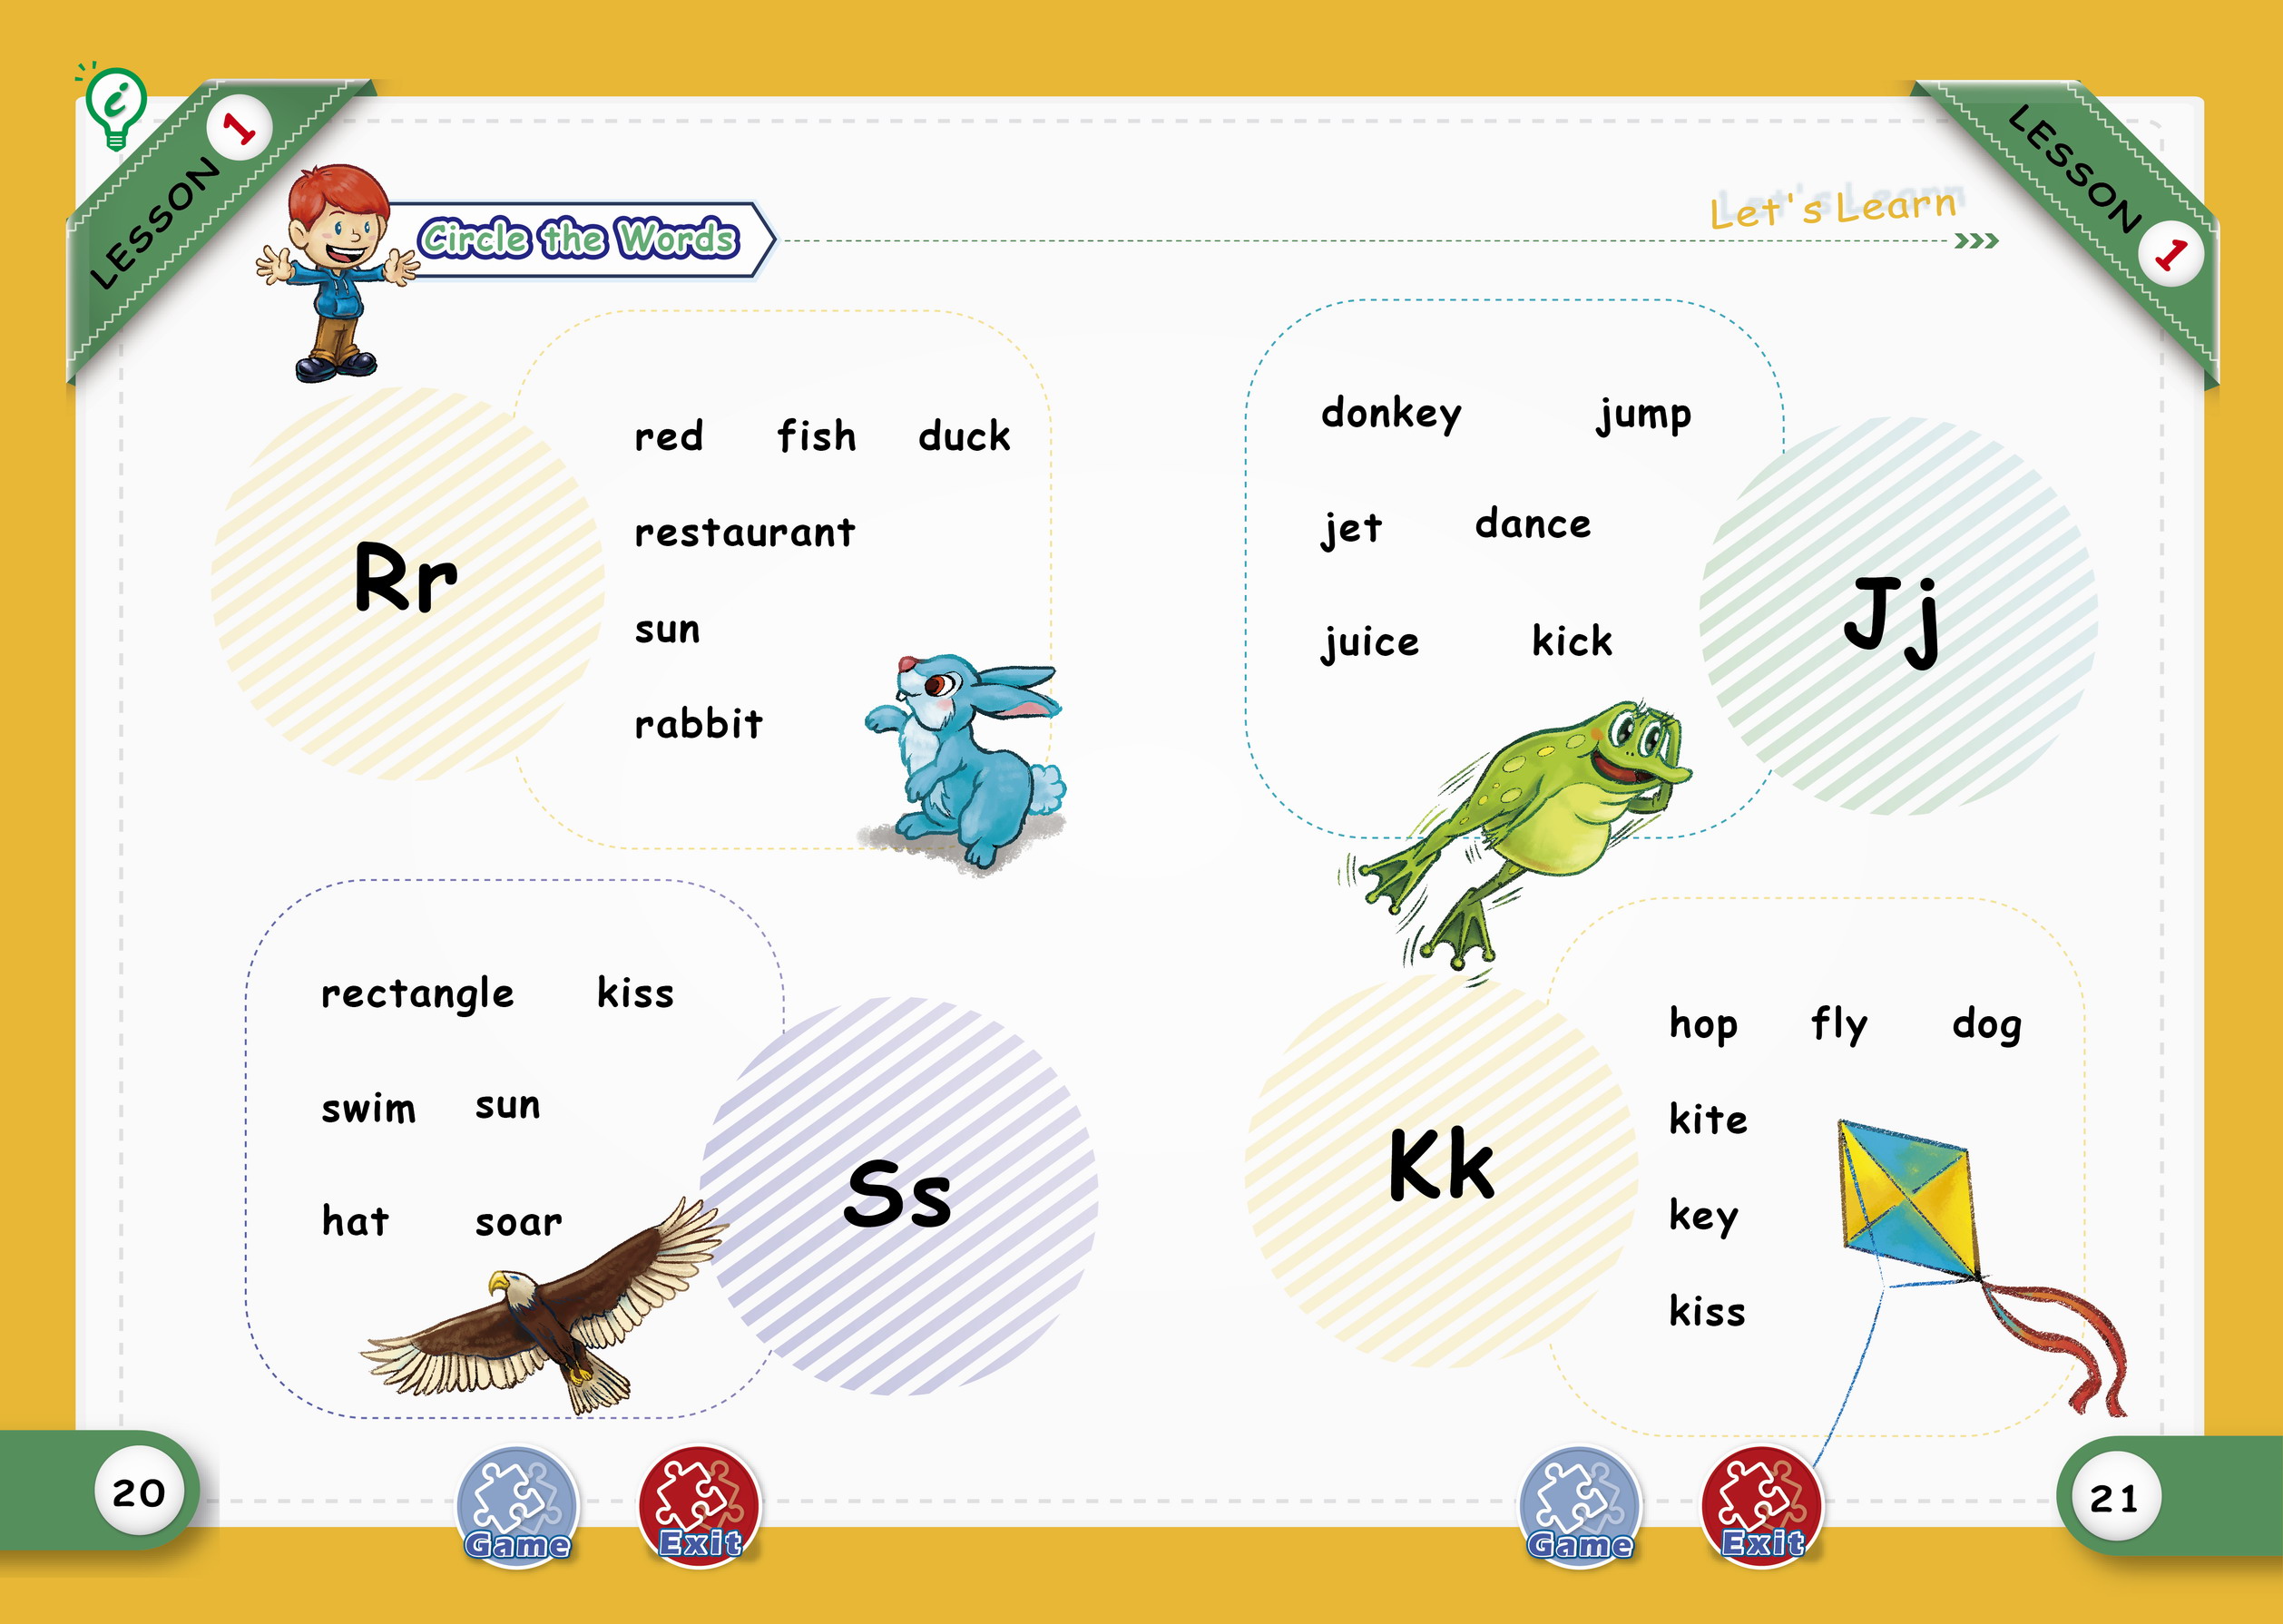 LESSON 1
Circle the Words
Rr
red fish duck
restaurant
sun
rabbit
rectangle kiss
swim sun
hat soar
Ss
20
Game
Exit
LESSON 1
Let's Learn
donkey jump
jet dance
juice kick
Jj
Kk
hop fly dog
kite
key
kiss
Game
Exit
21